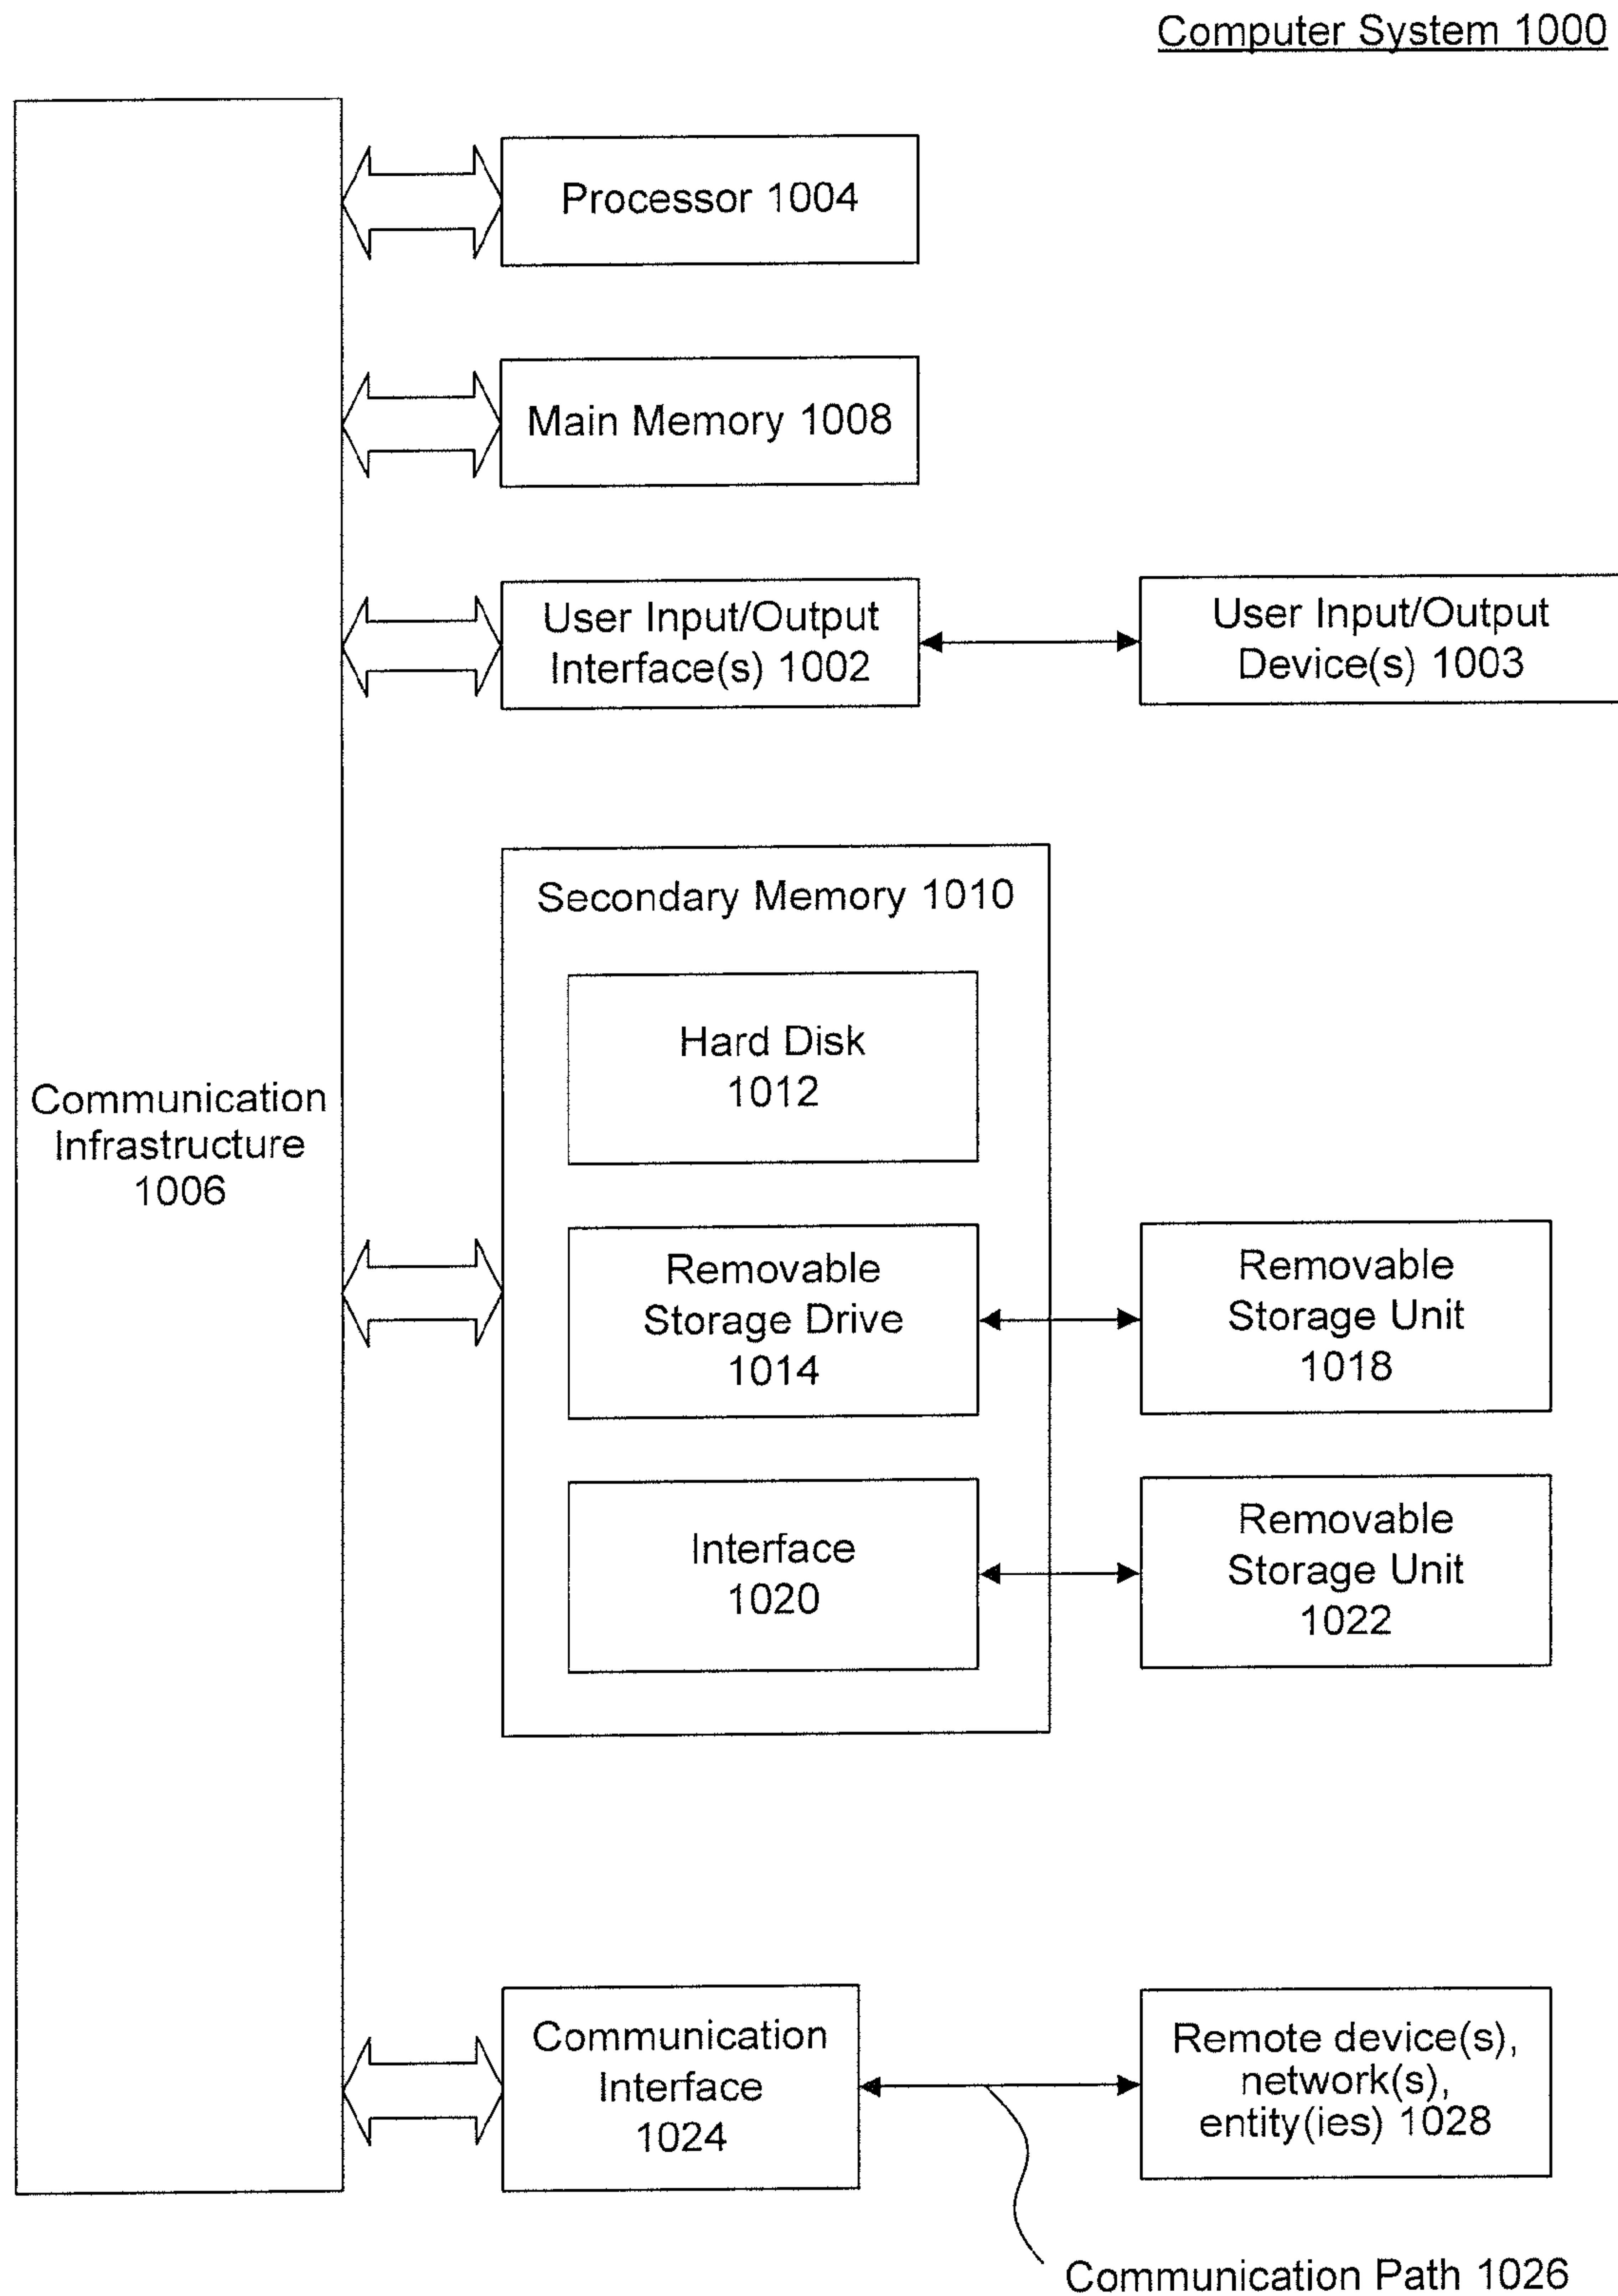 Computer System 1000
Processor 1004
Main Memory 1008
User Input/Output
Interface(s) 1002
User Input/Output
Device(s) 1003
Secondary Memory 1010
Hard Disk
1012
Communication
Infrastructure
1006
Removable
Storage Drive
1014
Removable
Storage Unit
1018
Interface
1020
Removable
Storage Unit
1022
Communication
Interface
1024
Remote device(s),
network(s),
entity(ies) 1028
Communication Path 1026